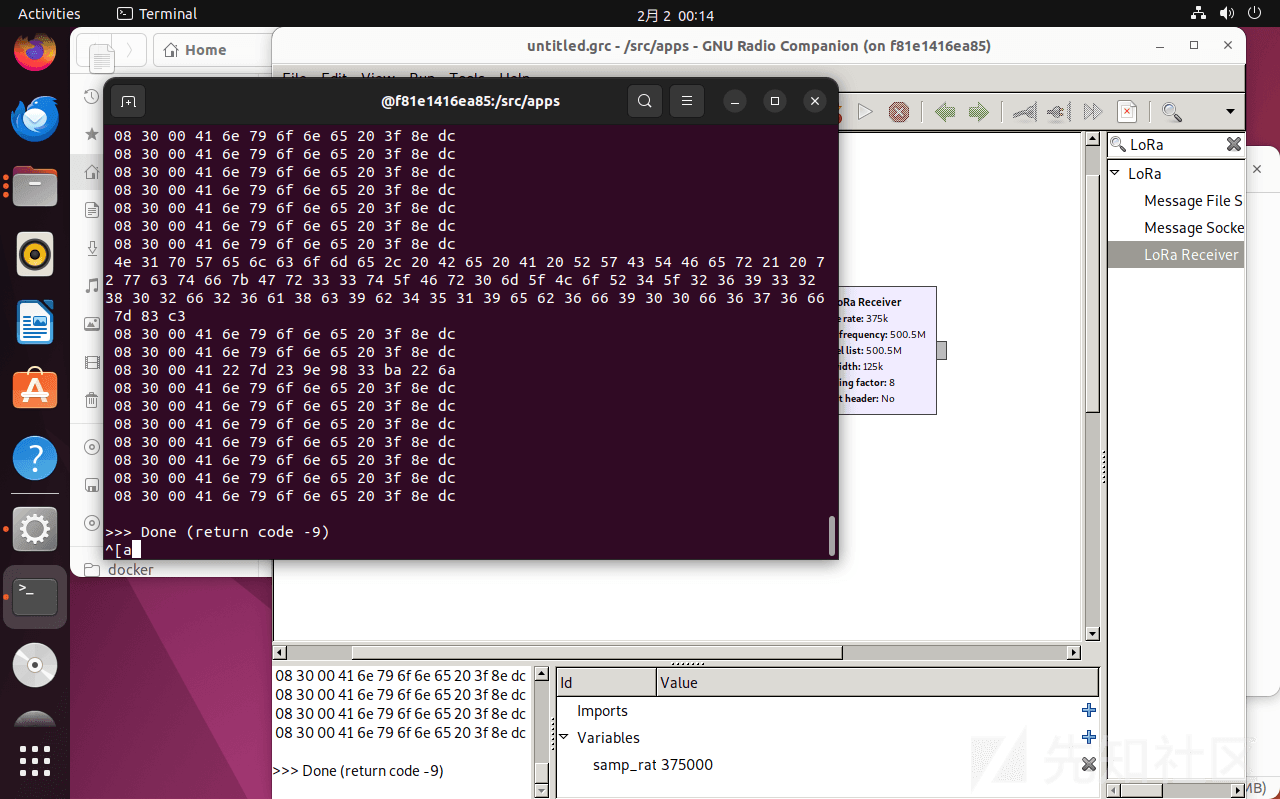 Activities
Terminal
2月 2 00:14
Home
untitled.grc - /src/apps - GNU Radio Companion (on f81e1416ea85)
File Edit View Run Tools Help
@f81e1416ea85:/src/apps
08 30 00 41 6e 79 6f 6e 65 20 3f 8e dc
08 30 00 41 6e 79 6f 6e 65 20 3f 8e dc
08 30 00 41 6e 79 6f 6e 65 20 3f 8e dc
08 30 00 41 6e 79 6f 6e 65 20 3f 8e dc
08 30 00 41 6e 79 6f 6e 65 20 3f 8e dc
08 30 00 41 6e 79 6f 6e 65 20 3f 8e dc
08 30 00 41 6e 79 6f 6e 65 20 3f 8e dc
4e 31 70 57 65 6c 63 6f 6d 65 2c 20 42 65 20 41 20 52 57 43 54 46 65 72 21 20 7
2 77 63 74 66 7b 47 72 33 33 74 5f 46 72 30 6d 5f 4c 6f 52 34 5f 32 36 39 33 32
38 30 32 66 32 36 61 38 63 39 62 34 35 31 39 65 62 36 66 39 30 30 66 36 37 36 66
7d 83 c3
08 30 00 41 6e 79 6f 6e 65 20 3f 8e dc
08 30 00 41 6e 79 6f 6e 65 20 3f 8e dc
08 30 00 41 22 7d 23 9e 98 33 ba 22 6a
08 30 00 41 6e 79 6f 6e 65 20 3f 8e dc
08 30 00 41 6e 79 6f 6e 65 20 3f 8e dc
08 30 00 41 6e 79 6f 6e 65 20 3f 8e dc
08 30 00 41 6e 79 6f 6e 65 20 3f 8e dc
08 30 00 41 6e 79 6f 6e 65 20 3f 8e dc
08 30 00 41 6e 79 6f 6e 65 20 3f 8e dc
08 30 00 41 6e 79 6f 6e 65 20 3f 8e dc
>>> Done (return code -9)
^[a
docker
LoRa
LoRa
Message File S
Message Socke
LoRa Receiver
oRa Receiver
e rate: 375k
frequency: 500.5M
el list: 500.5M
width: 125k
ing factor: 8
t header: No
08 30 00 41 6e 79 6f 6e 65 20 3f 8e dc
08 30 00 41 6e 79 6f 6e 65 20 3f 8e dc
08 30 00 41 6e 79 6f 6e 65 20 3f 8e dc
08 30 00 41 6e 79 6f 6e 65 20 3f 8e dc
>>> Done (return code -9)
Id Value
Imports
Variables
samp_rat 375000
先知社区
MB)